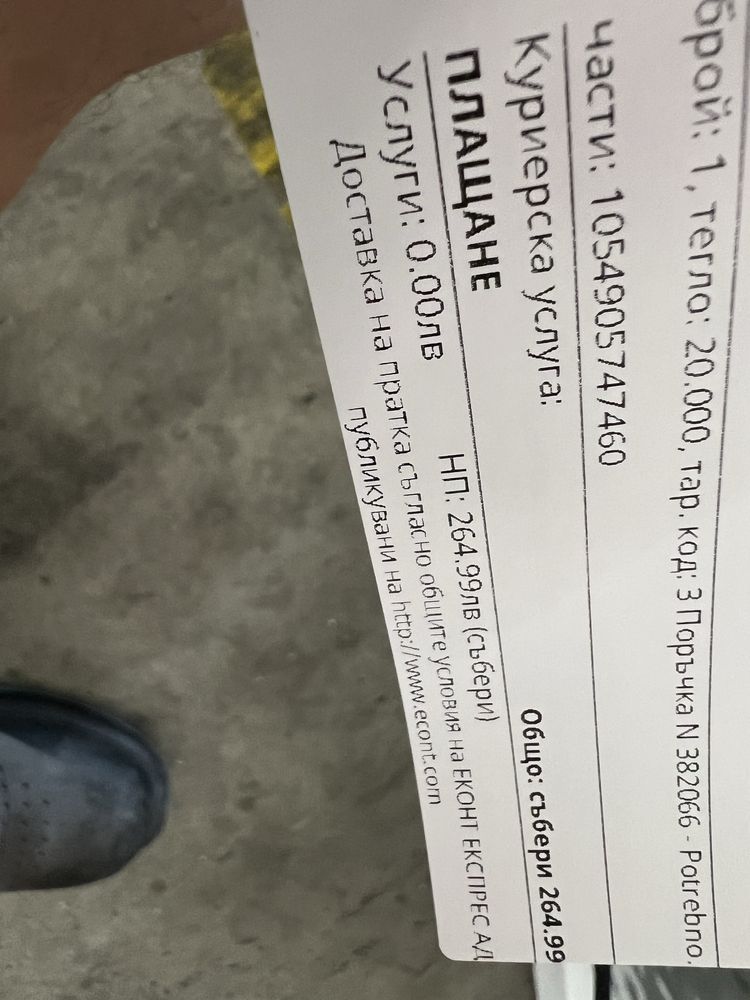 брой: 1, тегло: 20.000, тар. код: 3 Поръчка N 382066 - Potrebno.
части: 1054905747460
Куриерска услуга:
ПЛАЩАНЕ
Общо: събери 264.99
Услуги: 0.00лв НП: 264.99лв (събери)
Доставка на пратка съгласно общите условия на ЕКОНТ ЕКСПРЕС АД
публикувани на http://www.econt.com